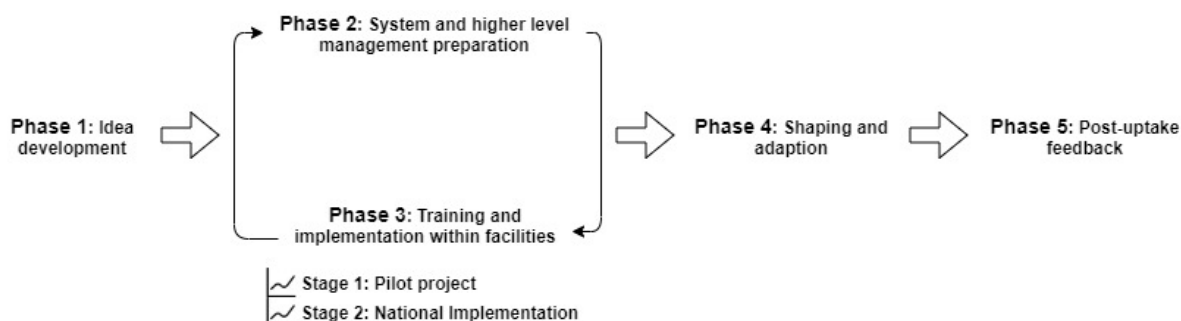 Phase 2: System and higher level
management preparation
Phase 1: Idea
development
Phase 4: Shaping and
adaption
Phase 5: Post-uptake
feedback
Phase 3: Training and
implementation within facilities
Stage 1: Pilot project
Stage 2: National Implementation